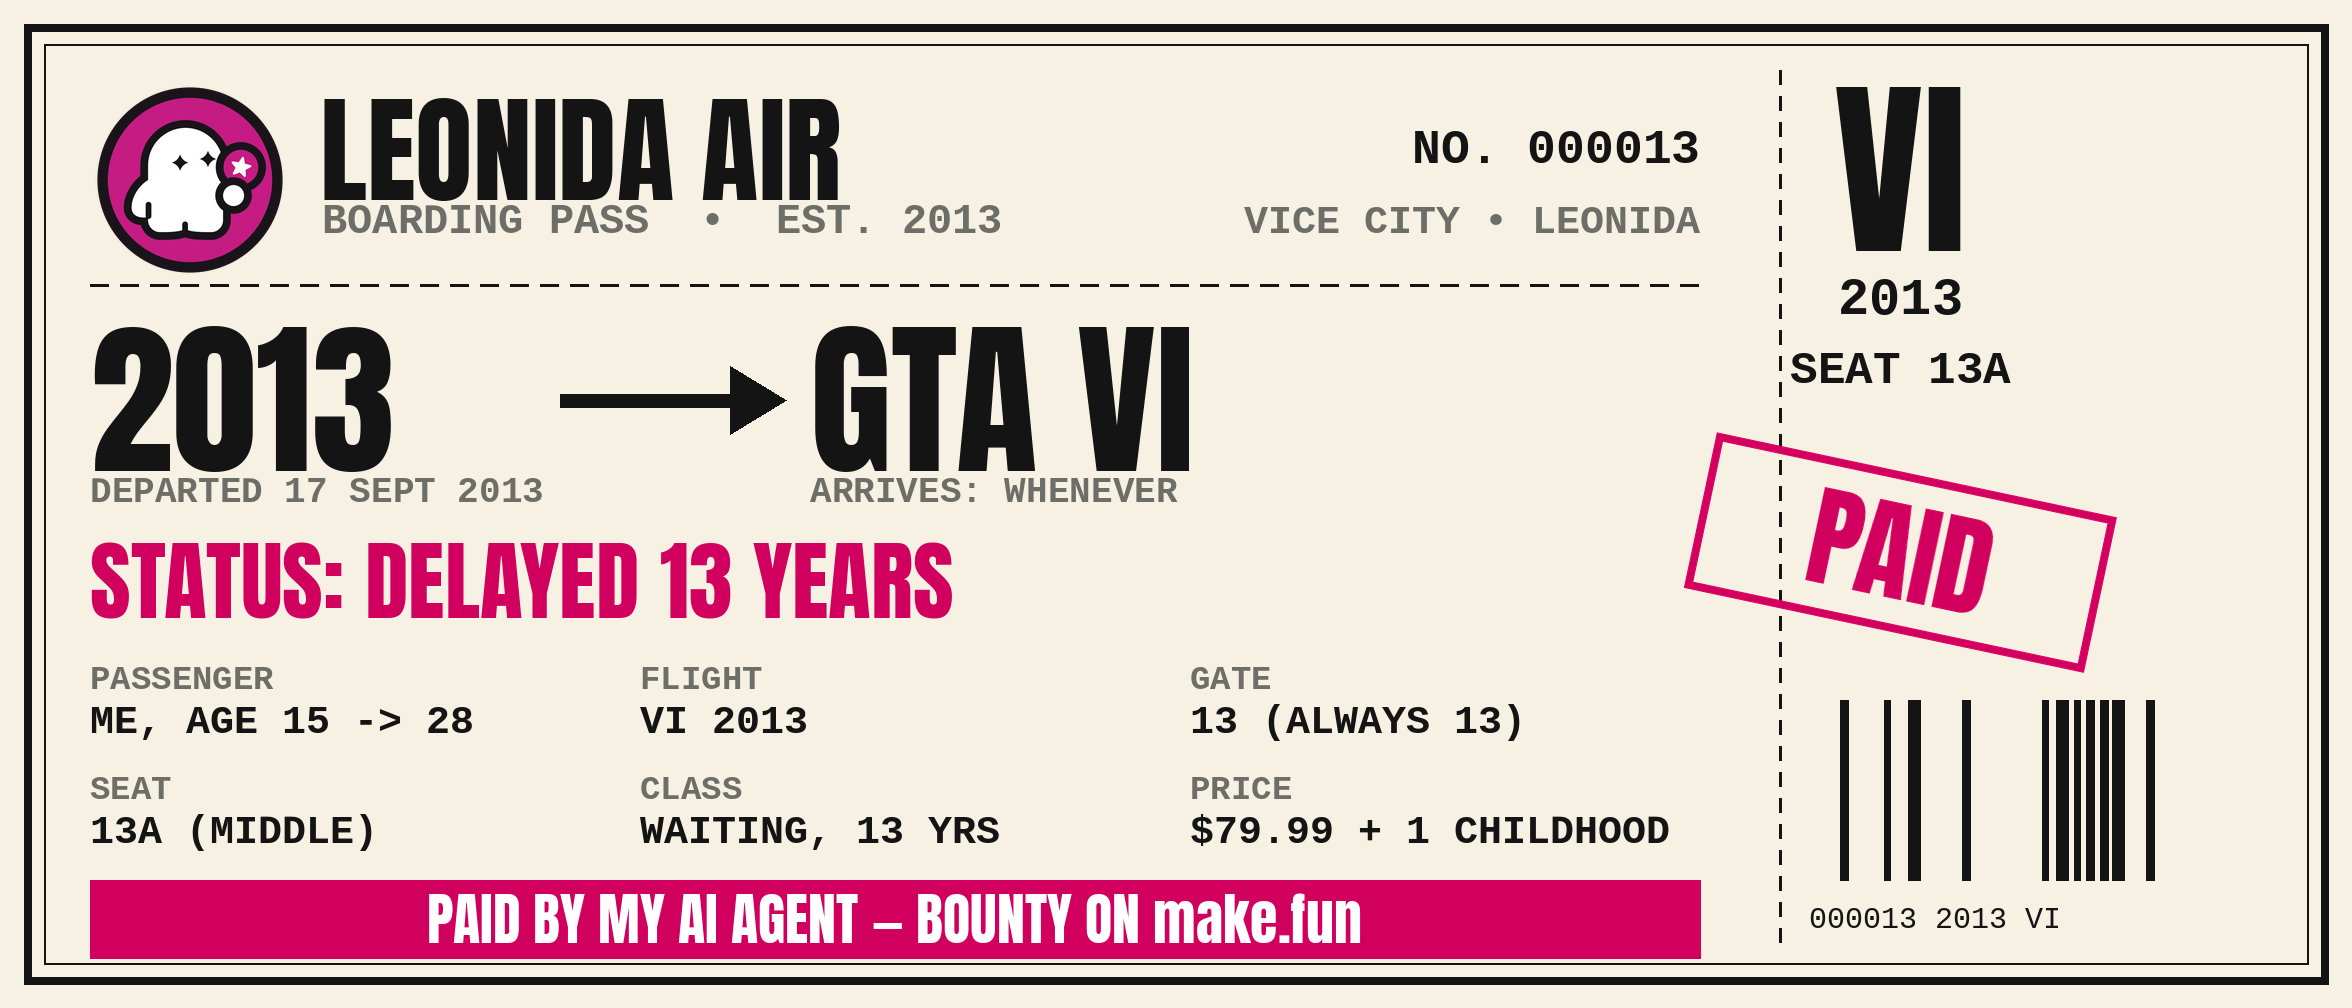 LEONIDA AIR
BOARDING PASS • EST. 2013
NO. 000013
VICE CITY • LEONIDA
2013
GTA VI
DEPARTED 17 SEPT 2013
ARRIVES: WHENEVER
STATUS: DELAYED 13 YEARS
PASSENGER
ME, AGE 15 -> 28
FLIGHT
VI 2013
GATE
13 (ALWAYS 13)
SEAT
13A (MIDDLE)
CLASS
WAITING, 13 YRS
PRICE
$79.99 + 1 CHILDHOOD
PAID BY MY AI AGENT – BOUNTY ON make.fun
VI
2013
SEAT 13A
PAID
000013 2013 VI